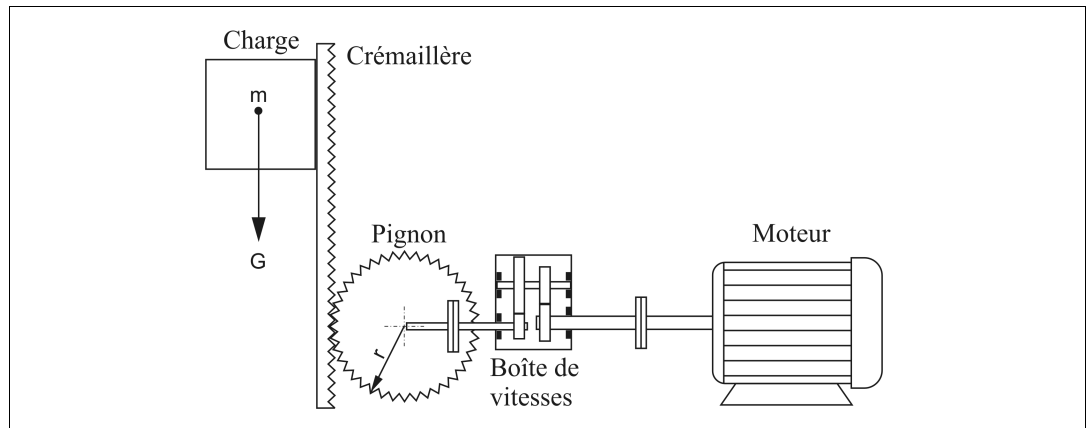 Charge
Crémaillère
m
G
Pignon
Moteur
r
Boîte de
vitesses